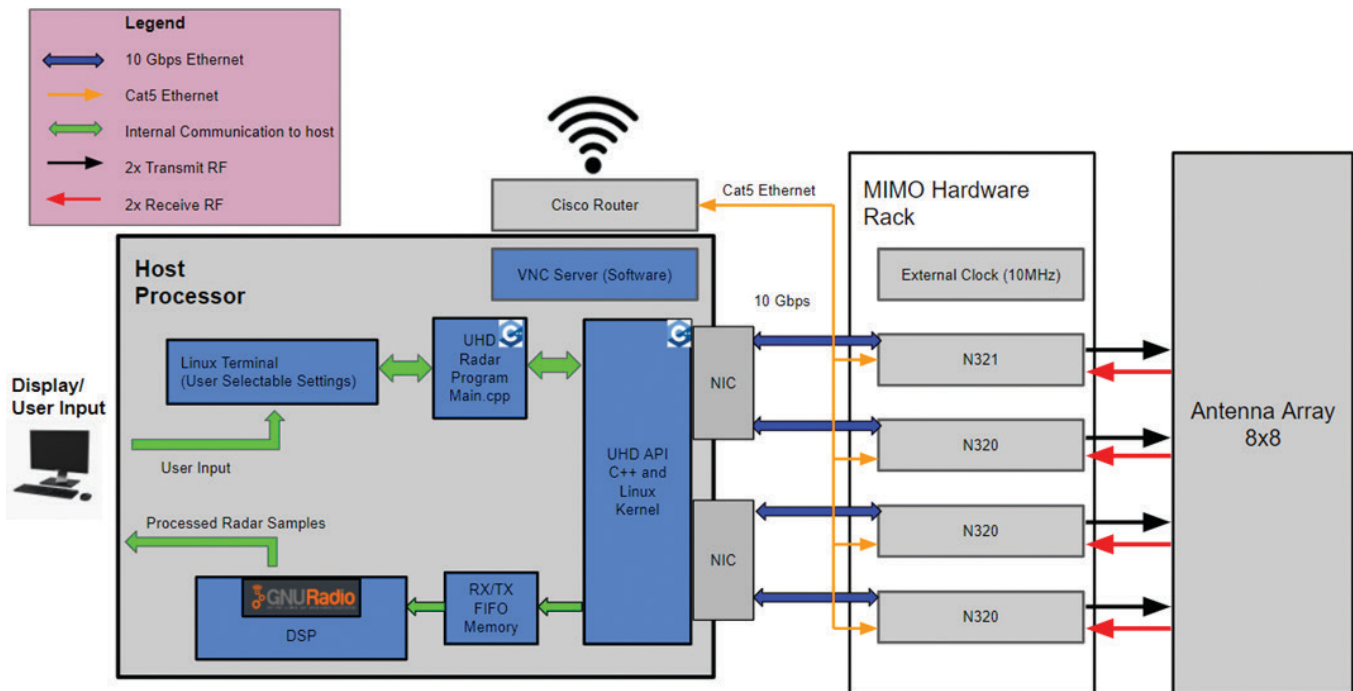 Legend
10 Gbps Ethernet
Cat5 Ethernet
Internal Communication to host
2x Transmit RF
2x Receive RF
Cisco Router
Cat5 Ethernet
MIMO Hardware
Rack
Host
Processor
VNC Server (Software)
External Clock (10MHz)
10 Gbps
Linux Terminal
(User Selectable Settings)
UHD
Radar
Program
Main.cpp
C
C
NIC
N321
Display/
User Input
User Input
Antenna Array
8x8
N320
UHD API
C++ and
Linux
Kernel
Processed Radar Samples
N320
NIC
GNURadio
DSP
RX/TX
FIFO
Memory
N320